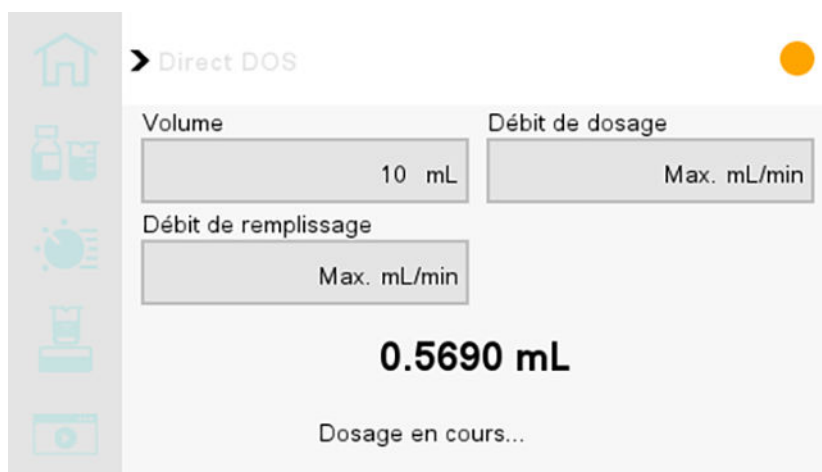 Direct DOS
Volume
Débit de dosage
10 mL
Max. mL/min
Débit de remplissage
Max. mL/min
0.5690 mL
Dosage en cours...